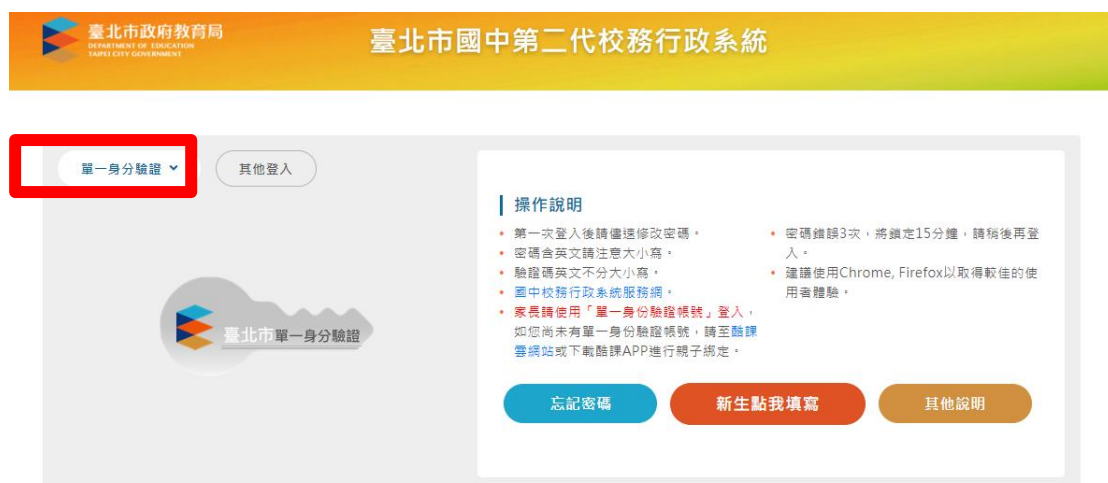 臺北市政府教育局
DEPARTMENT OF EDUCATION
TAIPEI CITY GOVERNMENT
臺北市國中第二代校務行政系統
單一身分驗證
其他登入
臺北市單一身分驗證
操作說明
• 第一次登入後請儘速修改密碼。
• 密碼含英文請注意大小寫。
• 驗證碼英文不分大小寫。
• 國中校務行政系統服務網。
• 家長請使用「單一身份驗證帳號」登入，
如您尚未有單一身份驗證帳號，請至酷課
雲網站或下載酷課APP進行親子綁定。
• 密碼錯誤3次，將鎖定15分鐘，請稍後再登
入。
• 建議使用Chrome, Firefox以取得較佳的使
用者體驗。
忘記密碼
新生點我填寫
其他說明